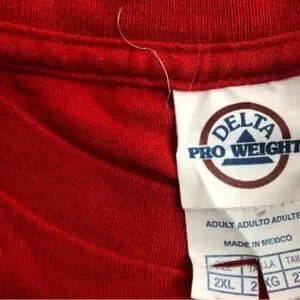 DELTA
PRO WEIGHT
ADULT ADULTO ADULTE
MADE IN MEXICO
2XL